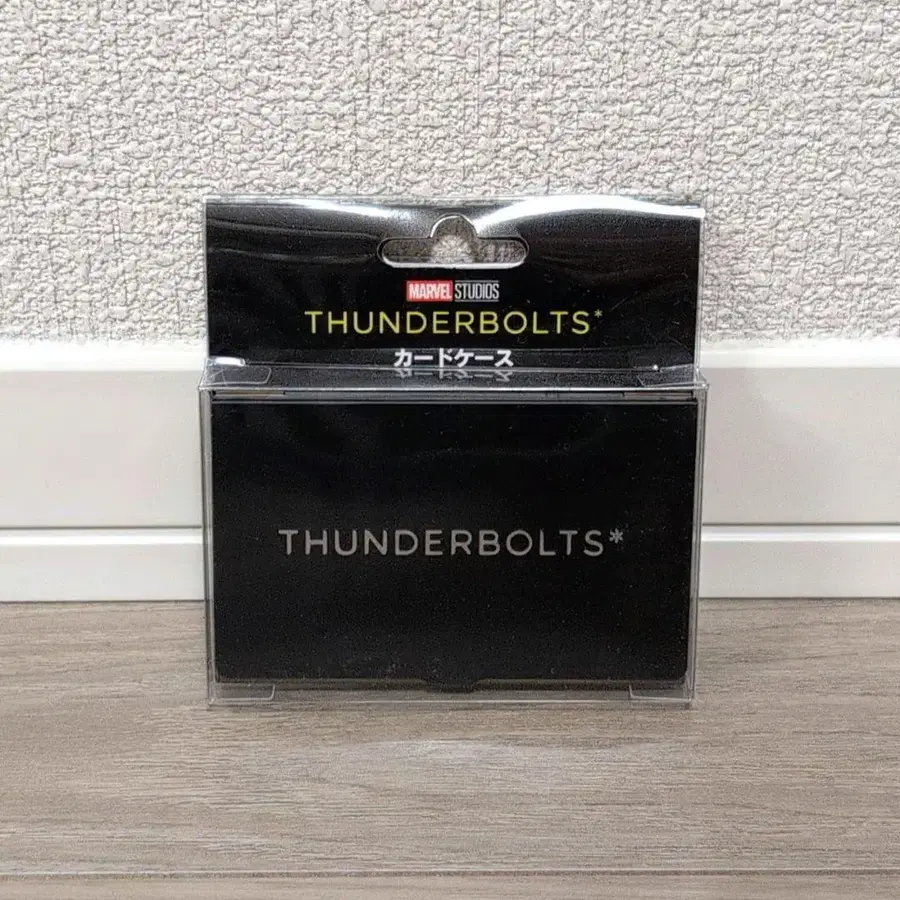 MARVEL STUDIOS
THUNDERBOLTS*
カードケース
THUNDERBOLTS*